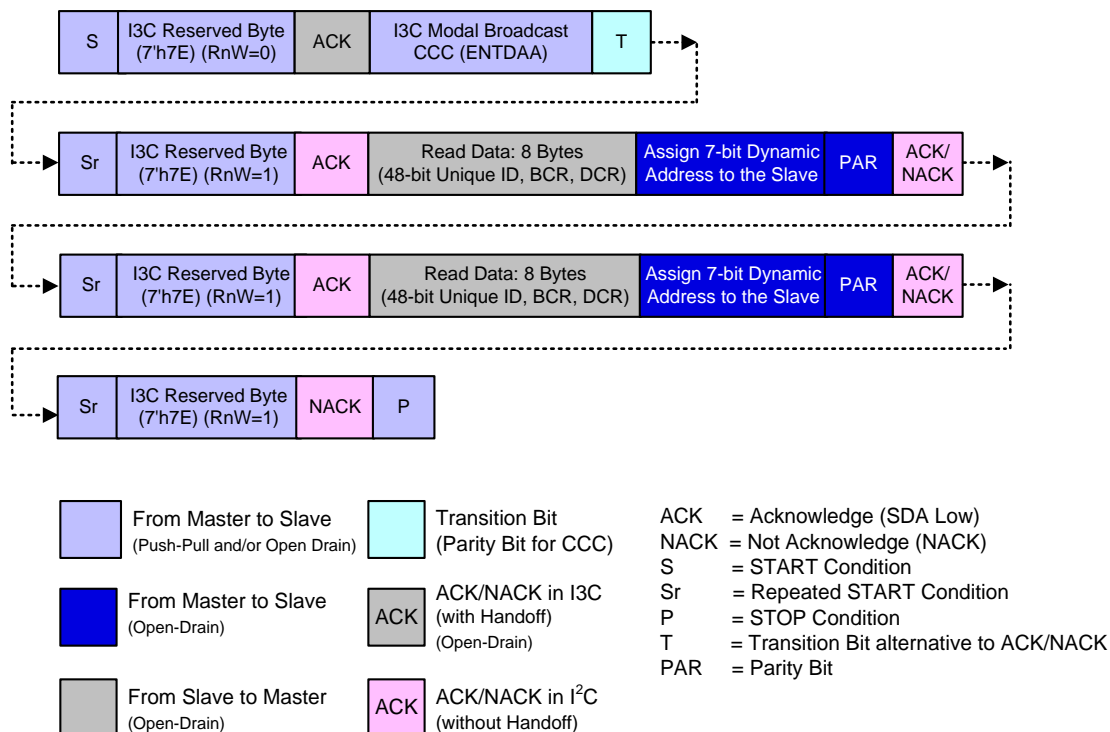 S
I3C Reserved Byte
(7'h7E) (RnW=0)
ACK
I3C Modal Broadcast
CCC (ENTDAA)
T
Sr
I3C Reserved Byte
(7'h7E) (RnW=1)
ACK
Read Data: 8 Bytes
(48-bit Unique ID, BCR, DCR)
Assign 7-bit Dynamic
Address to the Slave
PAR
ACK/
NACK
Sr
I3C Reserved Byte
(7'h7E) (RnW=1)
ACK
Read Data: 8 Bytes
(48-bit Unique ID, BCR, DCR)
Assign 7-bit Dynamic
Address to the Slave
PAR
ACK/
NACK
Sr
I3C Reserved Byte
(7'h7E) (RnW=1)
NACK
P
From Master to Slave
(Push-Pull and/or Open Drain)
From Master to Slave
(Open-Drain)
From Slave to Master
(Open-Drain)
Transition Bit
(Parity Bit for CCC)
ACK
ACK/NACK in I3C
(with Handoff)
(Open-Drain)
ACK
ACK/NACK in I²C
(without Handoff)
ACK = Acknowledge (SDA Low)
NACK = Not Acknowledge (NACK)
S = START Condition
Sr = Repeated START Condition
P = STOP Condition
T = Transition Bit alternative to ACK/NACK
PAR = Parity Bit